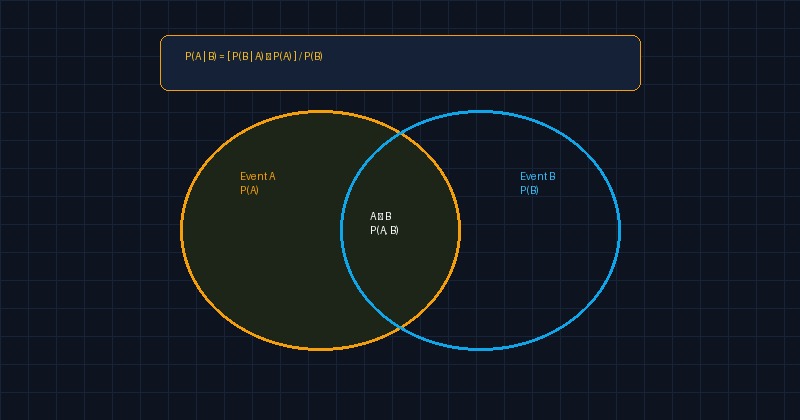 P(A | B) = [ P(B | A) P(A) ] / P(B)
Event A
P(A)
Event B
P(B)
A B
P(A, B)